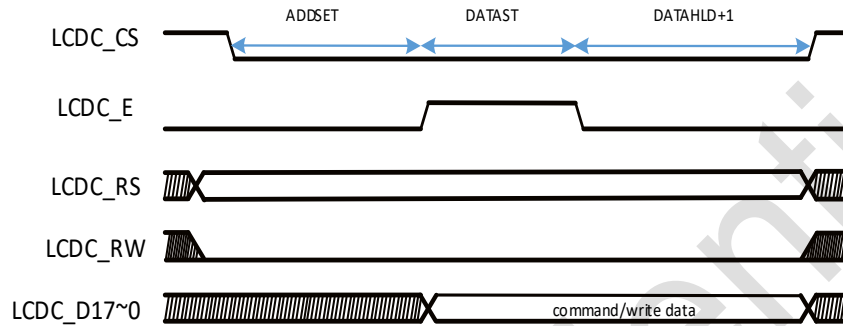 ADDSET DATAST DATAHLD+1
LCDC_CS
LCDC_E
LCDC_RS
LCDC_RW
LCDC_D17~0 command/write data